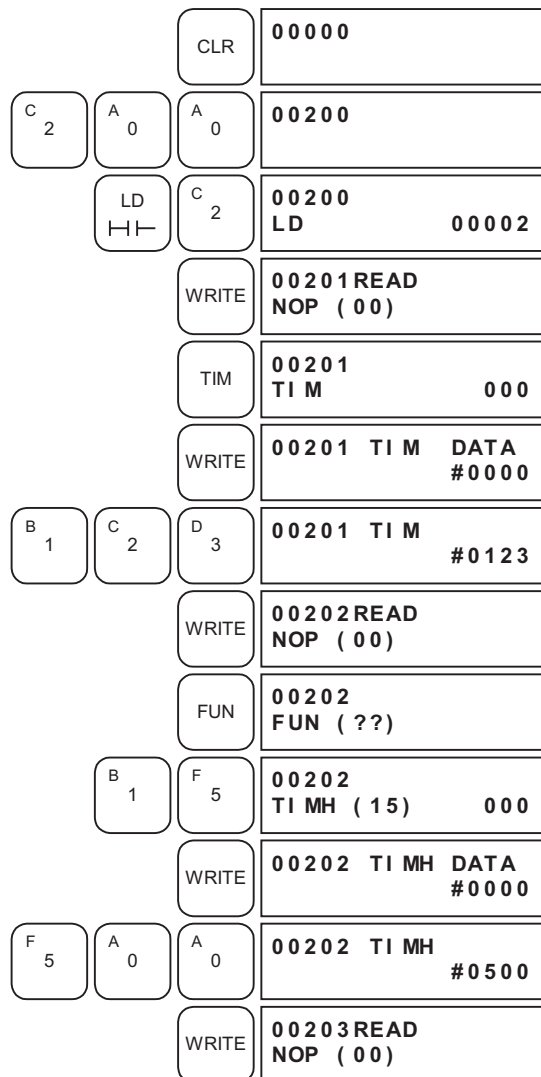 CLR
00000
C 2 A 0 A 0
00200
LD C 2
00200
LD 00002
WRITE
00201READ
NOP (00)
TIM
00201
TIM 000
WRITE
00201 TIM DATA
#0000
B 1 C 2 D 3
00201 TIM
#0123
WRITE
00202READ
NOP (00)
FUN
00202
FUN (??)
B 1 F 5
00202
TIMH (15) 000
WRITE
00202 TIMH DATA
#0000
F 5 A 0 A 0
00202 TIMH
#0500
WRITE
00203READ
NOP (00)